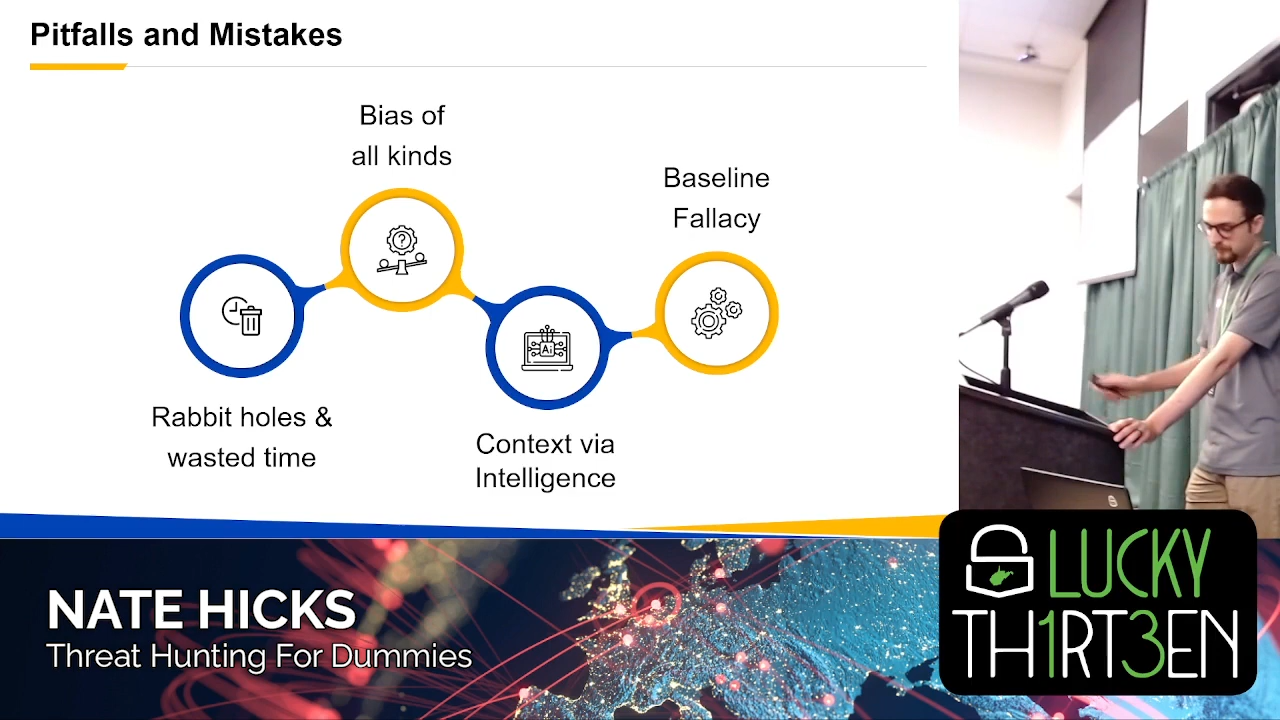 Pitfalls and Mistakes
Bias of
all kinds
Baseline
Fallacy
Ai
Rabbit holes &
wasted time
Context via
Intelligence
NATE HICKS
Threat Hunting For Dummies
LUCKY
TH1RT3EN